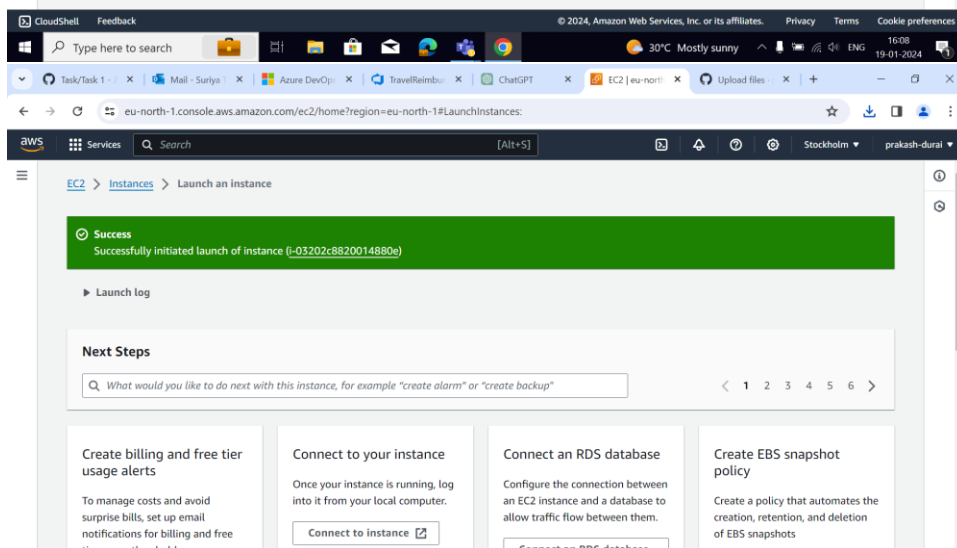 CloudShell Feedback © 2024, Amazon Web Services, Inc. or its affiliates. Privacy Terms Cookie preferences
Type here to search 30°C Mostly sunny ENG 16:08
19-01-2024
Task/Task 1 - Mail - Suriya Azure DevOp TravelReimbur ChatGPT EC2 | eu-north Upload files
eu-north-1.console.aws.amazon.com/ec2/home?region=eu-north-1#LaunchInstances:
aws Services Search [Alt+S] Stockholm prakash-durai
EC2 Instances Launch an instance
Success
Successfully initiated launch of instance (i-03202c8820014880e)
Launch log
Next Steps
What would you like to do next with this instance, for example "create alarm" or "create backup"
1 2 3 4 5 6
Create billing and free tier
usage alerts
To manage costs and avoid
surprise bills, set up email
notifications for billing and free
Connect to your instance
Once your instance is running, log
into it from your local computer.
Connect to instance
Connect an RDS database
Configure the connection between
an EC2 instance and a database to
allow traffic flow between them.
Connect an RDS database
Create EBS snapshot
policy
Create a policy that automates the
creation, retention, and deletion
of EBS snapshots